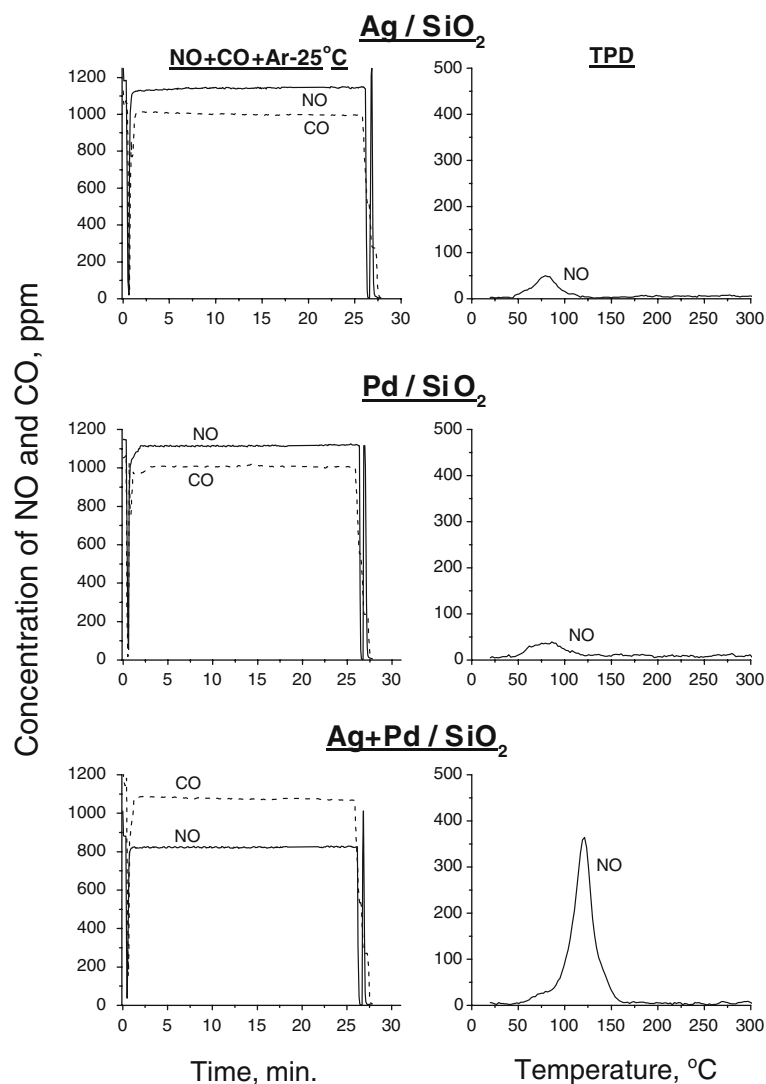 Ag / SiO₂
NO+CO+Ar-25°C
TPD
1200
1000
800
600
400
200
0
NO
CO
0 5 10 15 20 25 30
500
400
300
200
100
50
0
NO
0 50 100 150 200 250 300
Concentration of NO and CO, ppm
Pd / SiO₂
1200
1000
800
600
400
200
0
NO
CO
0 5 10 15 20 25 30
500
400
300
200
100
50
0
NO
0 50 100 150 200 250 300
Ag+Pd / SiO₂
1200
1000
800
600
400
200
0
CO
NO
0 5 10 15 20 25 30
Time, min.
500
400
300
200
100
50
0
NO
0 50 100 150 200 250 300
Temperature, °C